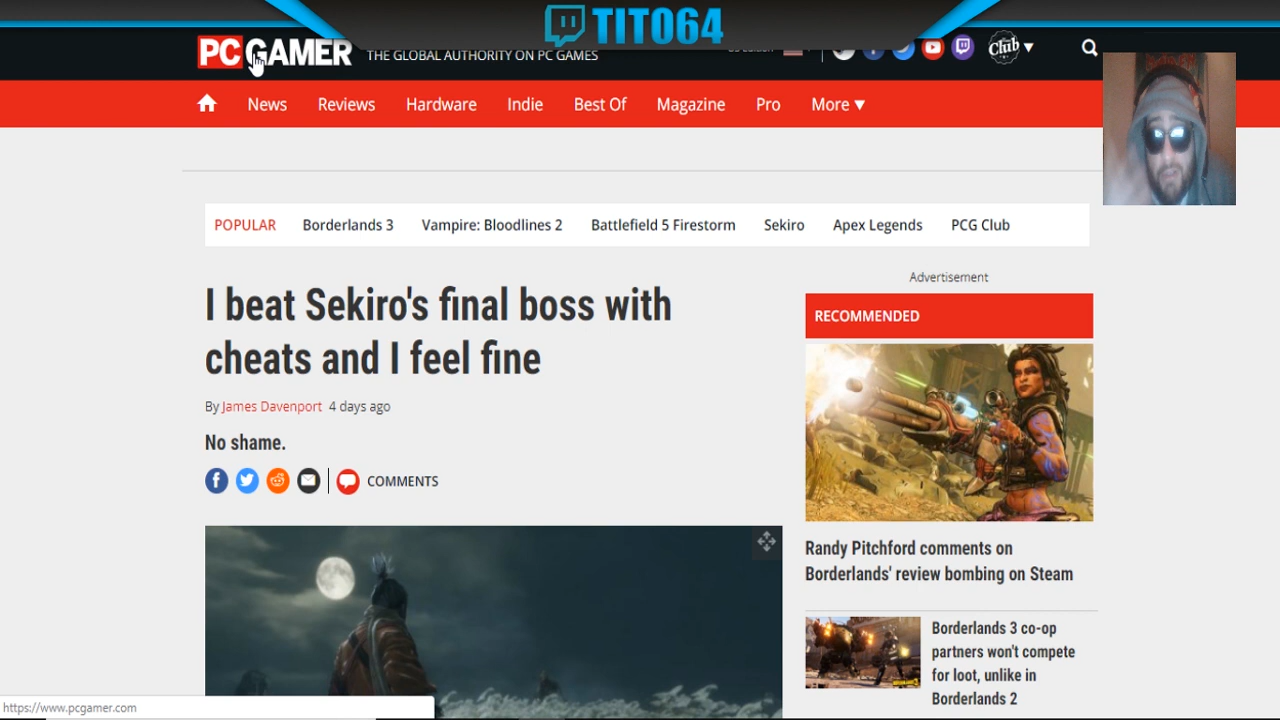 TITO64
PC GAMER
THE GLOBAL AUTHORITY ON PC GAMES
Club
News Reviews Hardware Indie Best Of Magazine Pro More ▼
POPULAR Borderlands 3 Vampire: Bloodlines 2 Battlefield 5 Firestorm Sekiro Apex Legends PCG Club
I beat Sekiro's final boss with
cheats and I feel fine
By James Davenport 4 days ago
No shame.
COMMENTS
Advertisement
RECOMMENDED
Randy Pitchford comments on
Borderlands' review bombing on Steam
Borderlands 3 co-op
partners won't compete
for loot, unlike in
Borderlands 2
https://www.pcgamer.com